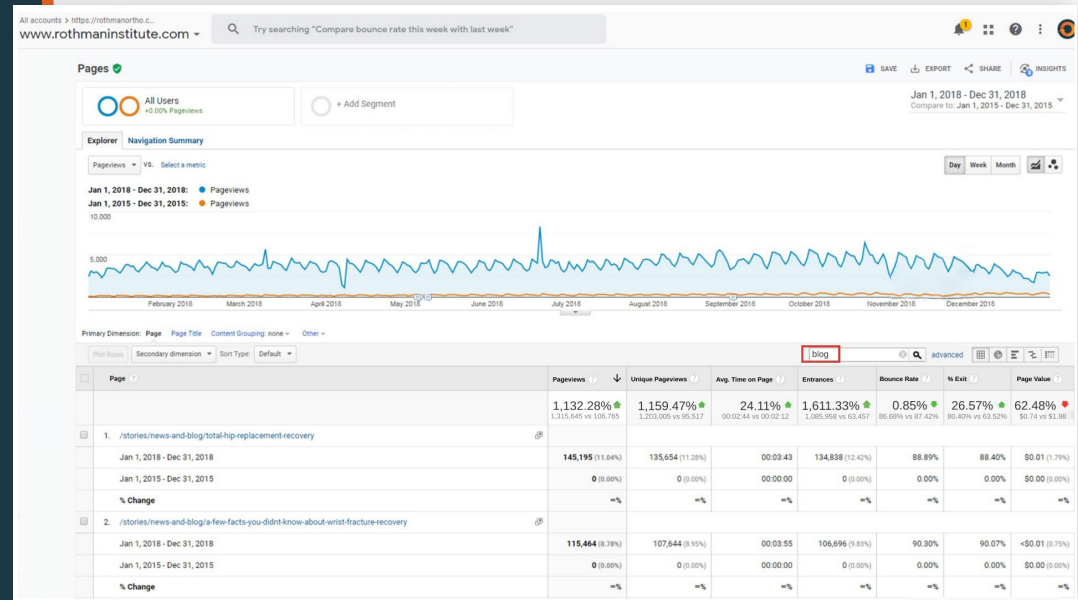 All accounts > https://rothmanortho.c...
www.rothmaninstitute.com
Try searching "Compare bounce rate this week with last week"
1
Pages
SAVE EXPORT SHARE INSIGHTS
All Users
+0.00% Pageviews
+ Add Segment
Jan 1, 2018 - Dec 31, 2018
Compare to: Jan 1, 2015 - Dec 31, 2015
Explorer Navigation Summary
Pageviews VS. Select a metric
Day Week Month
Jan 1, 2018 - Dec 31, 2018: Pageviews
Jan 1, 2015 - Dec 31, 2015: Pageviews
10,000
5,000
February 2018 March 2018 April 2018 May 2018 June 2018 July 2018 August 2018 September 2018 October 2018 November 2018 December 2018
Primary Dimension: Page Page Title Content Grouping: none Other
Plot Rows Secondary dimension Sort Type: Default blog advanced
Page Pageviews Unique Pageviews Avg. Time on Page Entrances Bounce Rate % Exit Page Value
1,132.28% 1,159.47% 24.11% 1,611.33% 0.85% 26.57% 62.48%
1,315,645 vs 106,765 1,203,005 vs 95,517 00:02:44 vs 00:02:12 1,085,958 vs 63,457 86.68% vs 87.42% 80.40% vs 63.52% $0.74 vs $1.98
1. /stories/news-and-blog/total-hip-replacement-recovery
Jan 1, 2018 - Dec 31, 2018 145,195 (11.04%) 135,654 (11.28%) 00:03:43 134,838 (12.42%) 88.89% 88.40% $0.01 (1.79%)
Jan 1, 2015 - Dec 31, 2015 0 (0.00%) 0 (0.00%) 00:00:00 0 (0.00%) 0.00% 0.00% $0.00 (0.00%)
% Change ∞% ∞% ∞% ∞% ∞% ∞% ∞%
2. /stories/news-and-blog/a-few-facts-you-didnt-know-about-wrist-fracture-recovery
Jan 1, 2018 - Dec 31, 2018 115,464 (8.78%) 107,644 (8.95%) 00:03:55 106,696 (9.83%) 90.30% 90.07% <$0.01 (0.75%)
Jan 1, 2015 - Dec 31, 2015 0 (0.00%) 0 (0.00%) 00:00:00 0 (0.00%) 0.00% 0.00% $0.00 (0.00%)
% Change ∞% ∞% ∞% ∞% ∞% ∞% ∞%